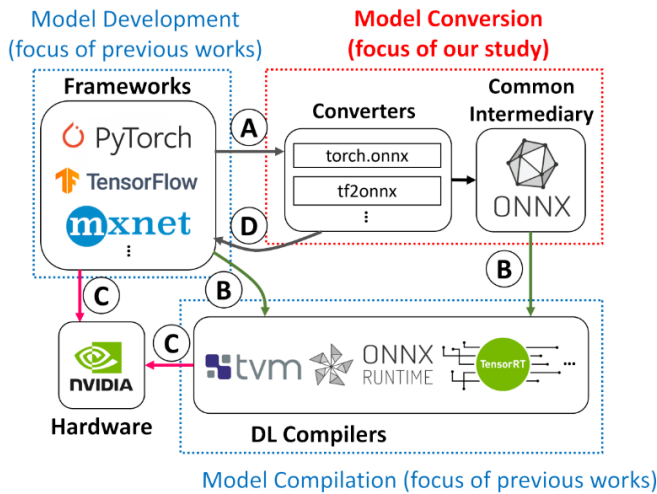 Model Development
(focus of previous works)
Model Conversion
(focus of our study)
Frameworks
PyTorch
TensorFlow
mxnet
⋮
A
D
Converters
torch.onnx
tf2onnx
⋮
Common
Intermediary
ONNX
C
B
B
NVIDIA
Hardware
C
tvm
ONNX
RUNTIME
TensorRT
...
DL Compilers
Model Compilation (focus of previous works)